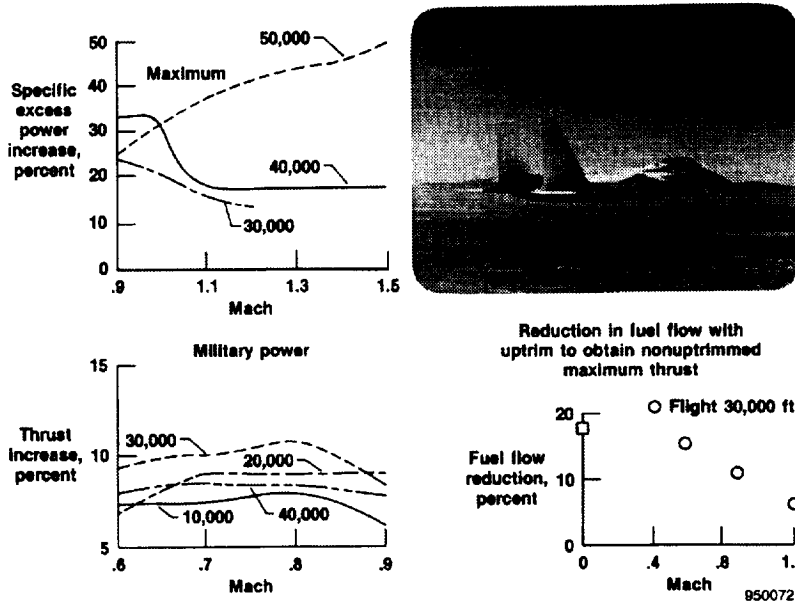 50
40
30
20
10
0
Specific
excess
power
increase,
percent
Maximum
50,000
40,000
30,000
.9
1.1
1.3
1.5
Mach
Military power
15
10
5
Thrust
increase,
percent
30,000
20,000
10,000
40,000
.6
.7
.8
.9
Mach
Reduction in fuel flow with
uptrim to obtain nonuptrimmed
maximum thrust
20
10
0
Fuel flow
reduction,
percent
Flight 30,000 ft
0
.4
.8
1.
Mach
950072